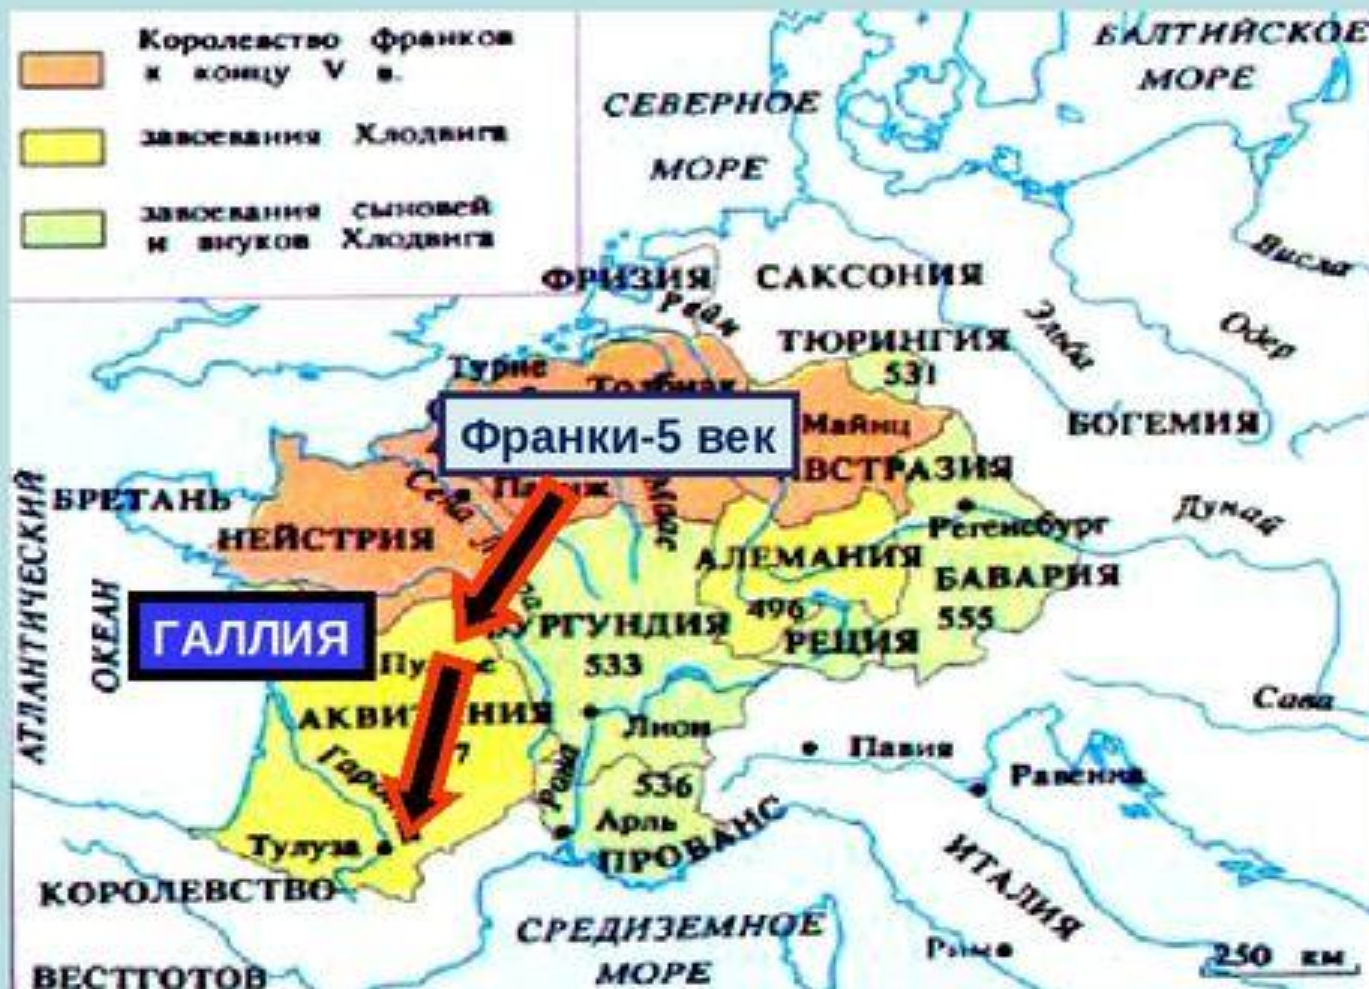 Королевство франков
к концу V в.
завоевания Хлодвига
завоевания сыновей
и внуков Хлодвига
БАЛТИЙСКОЕ
МОРЕ
СЕВЕРНОЕ
МОРЕ
ФРИЗИЯ
САКСОНИЯ
Рейн
Висла
Эльба
Одер
ТЮРИНГИЯ
531
Турне
Толбиак
Франки-5 век
Майнц
БОГЕМИЯ
АВСТРАЗИЯ
АТЛАНТИЧЕСКИЙ
ОКЕАН
БРЕТАНЬ
Сена
Париж
НЕЙСТРИЯ
Регенсбург
Дунай
АЛЕМАНИЯ
496
БАВАРИЯ
555
ГАЛЛИЯ
БУРГУНДИЯ
533
РЕЦИЯ
АКВИТАНИЯ
7
Лион
Сава
Павия
Равенна
Рона
536
Арль
ПРОВАНС
Тулуза
ИТАЛИЯ
КОРОЛЕВСТВО
ВЕСТГОТОВ
СРЕДИЗЕМНОЕ
МОРЕ
Рим
250 км